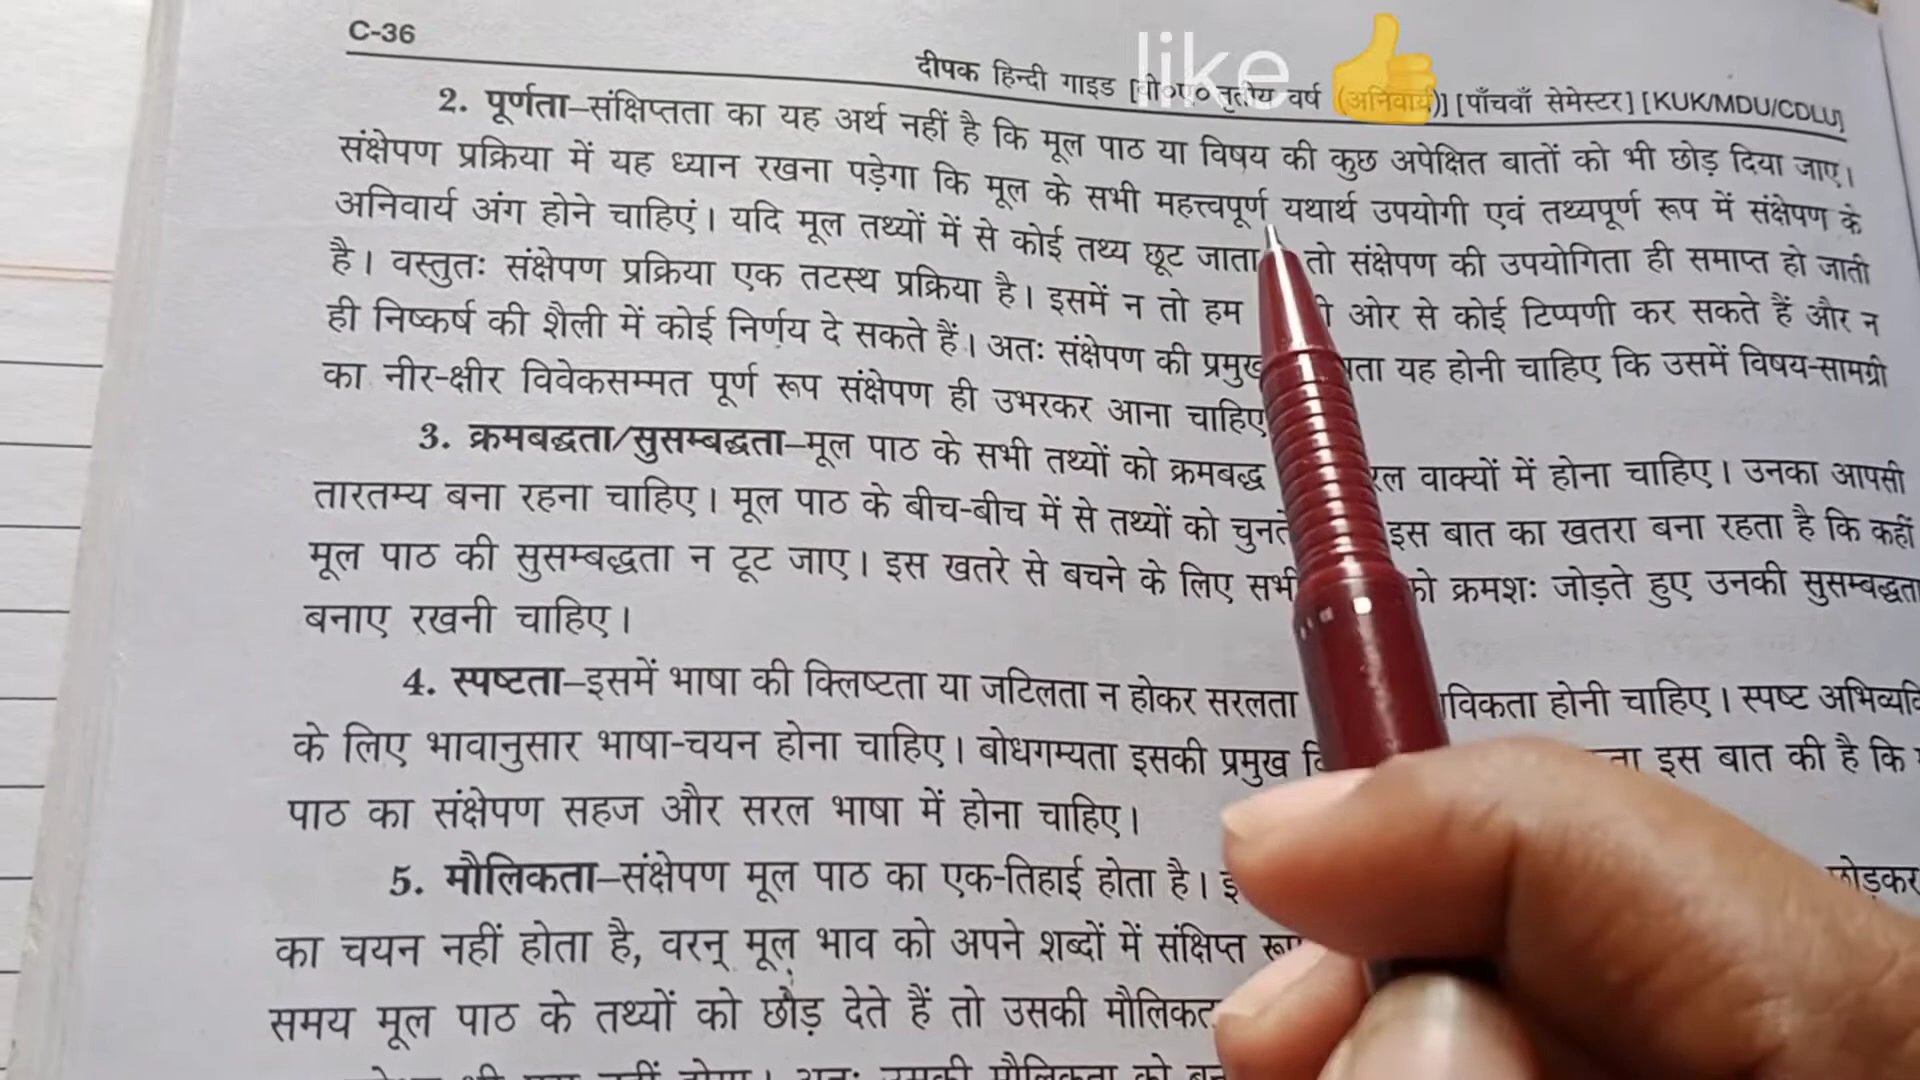 C-36
like 👍
दीपक हिन्दी गाइड [बी०ए० तृतीय वर्ष (अनिवार्य)] [पाँचवाँ सेमेस्टर] [KUK/MDU/CDLU]
2. पूर्णता–संक्षिप्तता का यह अर्थ नहीं है कि मूल पाठ या विषय की कुछ अपेक्षित बातों को भी छोड़ दिया जाए।
संक्षेपण प्रक्रिया में यह ध्यान रखना पड़ेगा कि मूल के सभी महत्त्वपूर्ण यथार्थ उपयोगी एवं तथ्यपूर्ण रूप में संक्षेपण के
अनिवार्य अंग होने चाहिएं। यदि मूल तथ्यों में से कोई तथ्य छूट जाता तो संक्षेपण की उपयोगिता ही समाप्त हो जाती
है। वस्तुतः संक्षेपण प्रक्रिया एक तटस्थ प्रक्रिया है। इसमें न तो हम ओर से कोई टिप्पणी कर सकते हैं और न
ही निष्कर्ष की शैली में कोई निर्णय दे सकते हैं। अतः संक्षेपण की प्रमुख यह होनी चाहिए कि उसमें विषय-सामग्री
का नीर-क्षीर विवेकसम्मत पूर्ण रूप संक्षेपण ही उभरकर आना चाहिए
3. क्रमबद्धता/सुसम्बद्धता–मूल पाठ के सभी तथ्यों को क्रमबद्ध वाक्यों में होना चाहिए। उनका आपसी
तारतम्य बना रहना चाहिए। मूल पाठ के बीच-बीच में से तथ्यों को चुनते इस बात का खतरा बना रहता है कि कहीं
मूल पाठ की सुसम्बद्धता न टूट जाए। इस खतरे से बचने के लिए सभी को क्रमशः जोड़ते हुए उनकी सुसम्बद्धता
बनाए रखनी चाहिए।
4. स्पष्टता–इसमें भाषा की क्लिष्टता या जटिलता न होकर सरलता होनी चाहिए। स्पष्ट
के लिए भावानुसार भाषा-चयन होना चाहिए। बोधगम्यता इसकी प्रमुख इस बात की है कि
पाठ का संक्षेपण सहज और सरल भाषा में होना चाहिए।
5. मौलिकता–संक्षेपण मूल पाठ का एक-तिहाई होता है। छोड़कर
का चयन नहीं होता है, वरन् मूल भाव को अपने शब्दों में संक्षिप्त
समय मूल पाठ के तथ्यों को छोड़ देते हैं तो उसकी